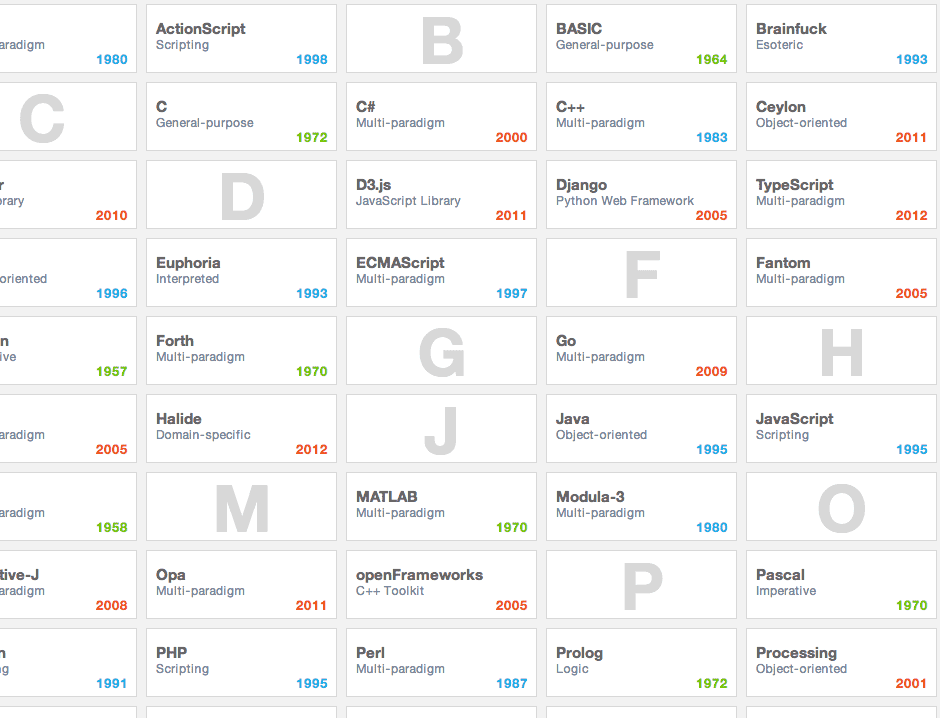 aradigm
1980
ActionScript
Scripting
1998
B
BASIC
General-purpose
1964
Brainfuck
Esoteric
1993
C
C
General-purpose
1972
C#
Multi-paradigm
2000
C++
Multi-paradigm
1983
Ceylon
Object-oriented
2011
r
rary
2010
D
D3.js
JavaScript Library
2011
Django
Python Web Framework
2005
TypeScript
Multi-paradigm
2012
oriented
1996
Euphoria
Interpreted
1993
ECMAScript
Multi-paradigm
1997
F
Fantom
Multi-paradigm
2005
n
ive
1957
Forth
Multi-paradigm
1970
G
Go
Multi-paradigm
2009
H
aradigm
2005
Halide
Domain-specific
2012
J
Java
Object-oriented
1995
JavaScript
Scripting
1995
aradigm
1958
M
MATLAB
Multi-paradigm
1970
Modula-3
Multi-paradigm
1980
O
tive-J
aradigm
2008
Opa
Multi-paradigm
2011
openFrameworks
C++ Toolkit
2005
P
Pascal
Imperative
1970
n
ng
1991
PHP
Scripting
1995
Perl
Multi-paradigm
1987
Prolog
Logic
1972
Processing
Object-oriented
2001